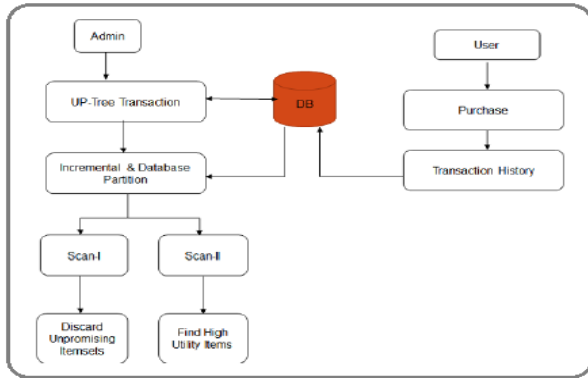 Admin
User
UP-Tree Transaction
DB
Purchase
Incremental & Database
Partition
Transaction History
Scan-I
Scan-II
Discard
Unpromising
Itemsets
Find High
Utility Items